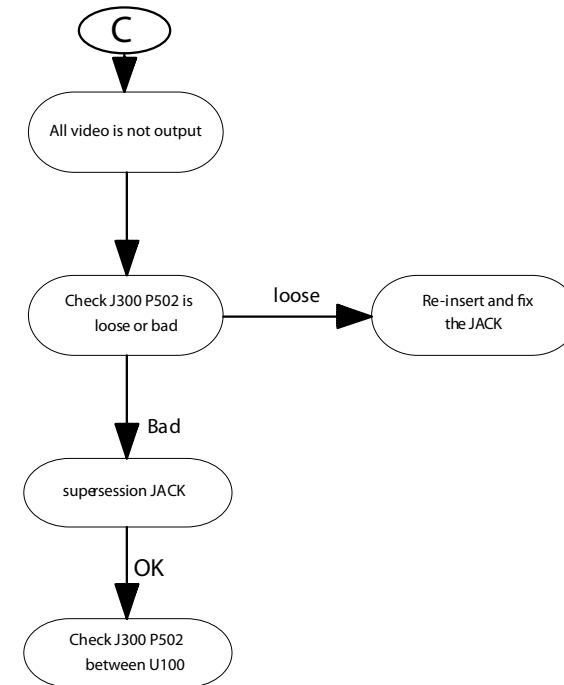 C
All video is not output
Check J300 P502 is
loose or bad
loose
Re-insert and fix
the JACK
Bad
supersession JACK
OK
Check J300 P502
between U100